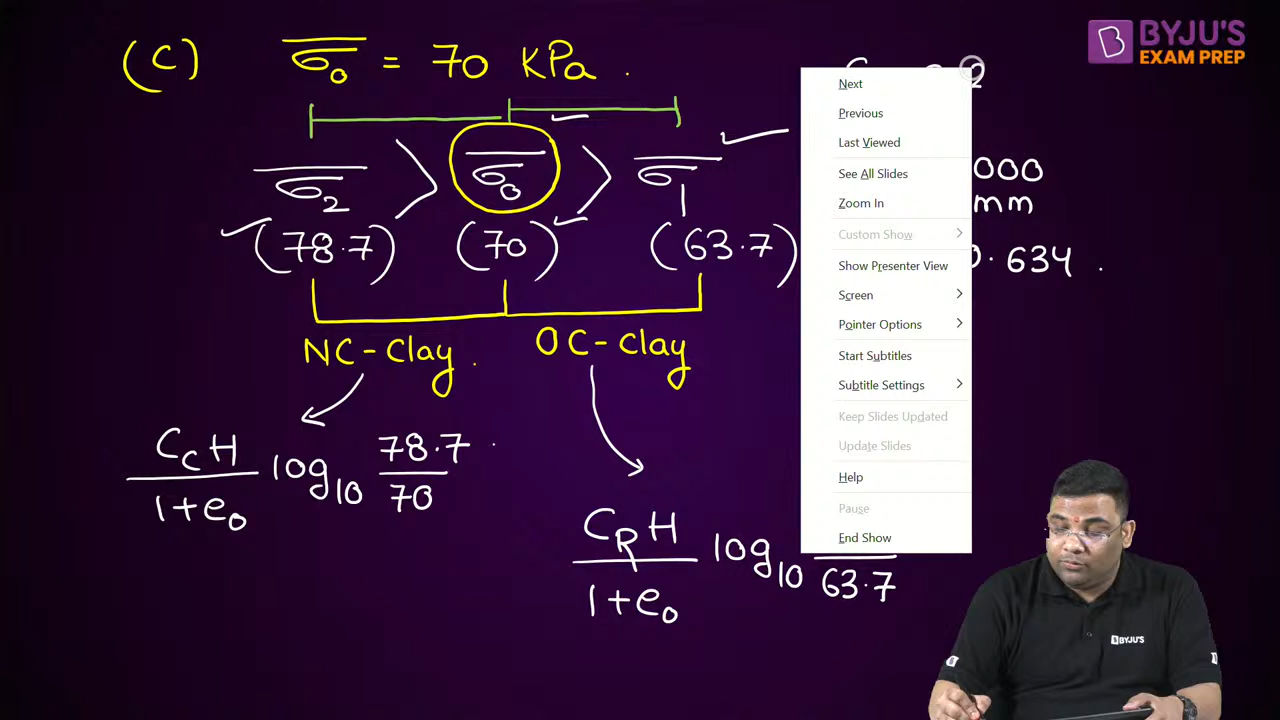 BYJU'S
EXAM PREP
(C) σ̅₀ = 70 KPa.
σ̅₂ > σ̅₀ > σ̅₁
(78.7) (70) (63.7)
000
mm
0.634.
NC-Clay. OC-Clay
C_C H / 1+e₀ log₁₀ 78.7 / 70
C_R H / 1+e₀ log₁₀ / 63.7
Next
Previous
Last Viewed
See All Slides
Zoom In
Custom Show
Show Presenter View
Screen
Pointer Options
Start Subtitles
Subtitle Settings
Keep Slides Updated
Update Slides
Help
Pause
End Show
BYJU'S